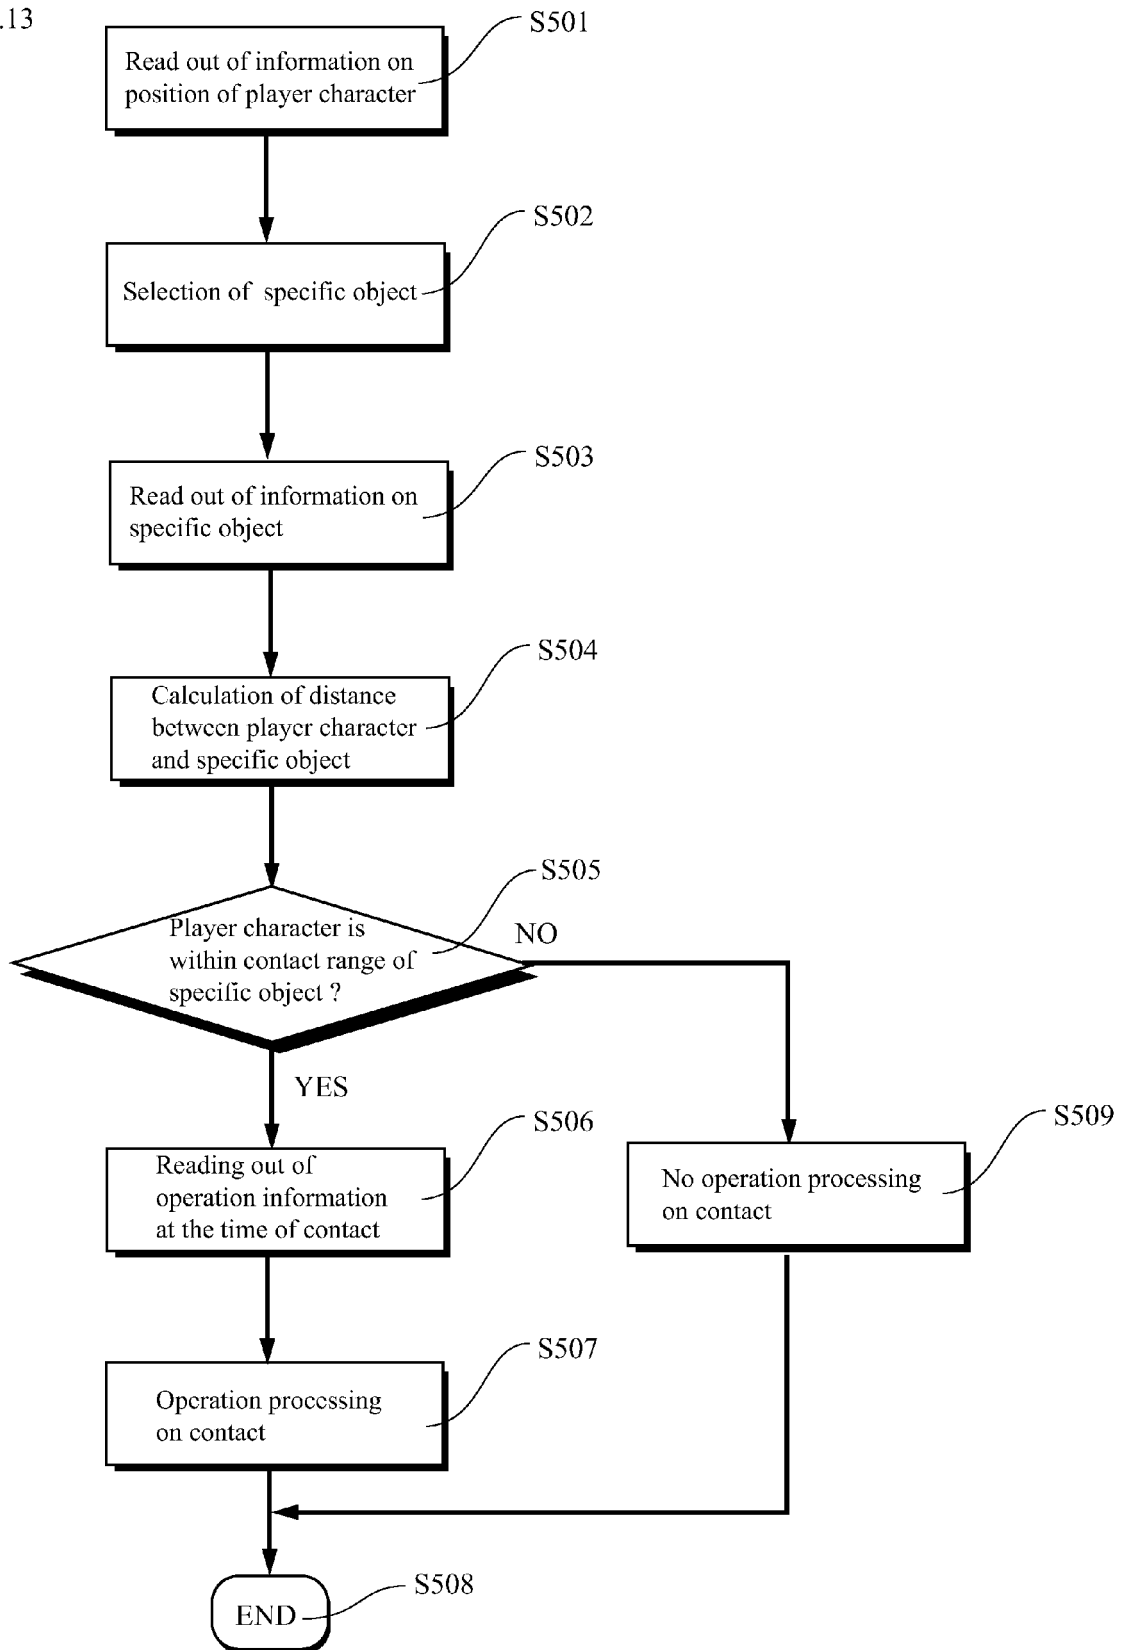 .13
S501
Read out of information on
position of player character
S502
Selection of specific object
S503
Read out of information on
specific object
S504
Calculation of distance
between player character
and specific object
S505
Player character is
within contact range of
specific object ?
NO
YES
S506
Reading out of
operation information
at the time of contact
S509
No operation processing
on contact
S507
Operation processing
on contact
S508
END